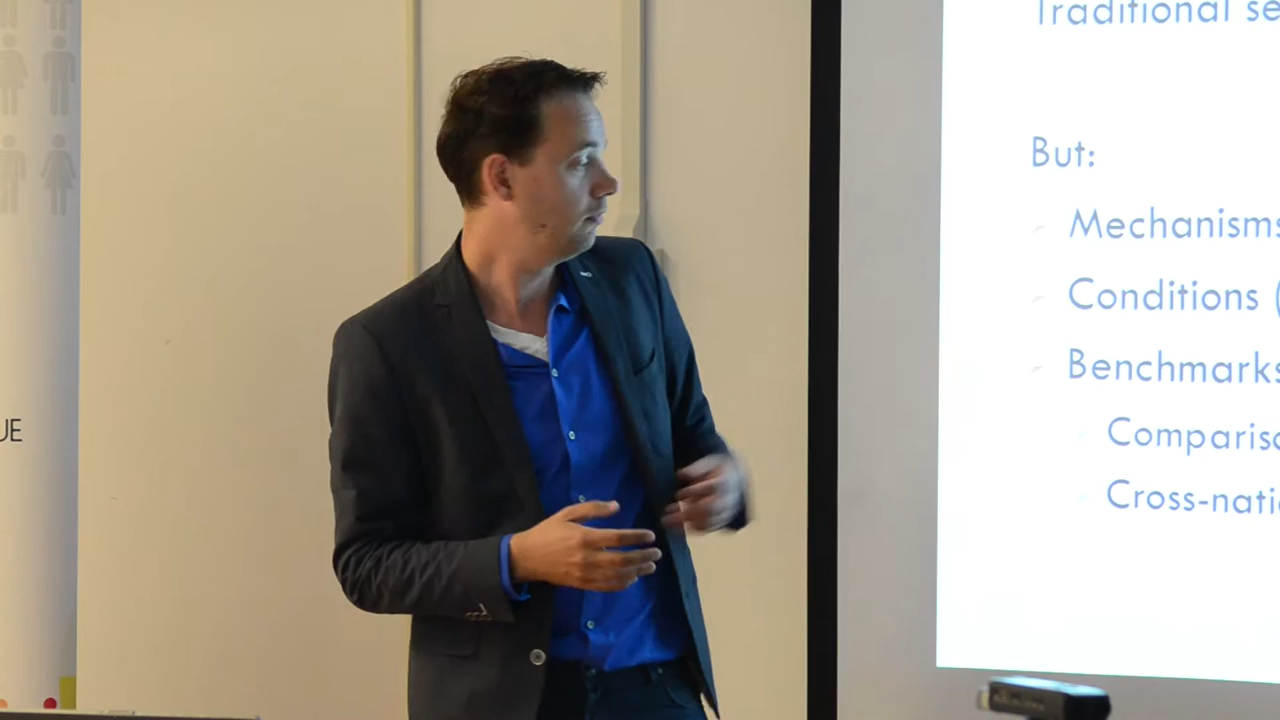 Traditional se
But:
Mechanisms
Conditions (
Benchmarks
Comparis
Cross-nati
UE